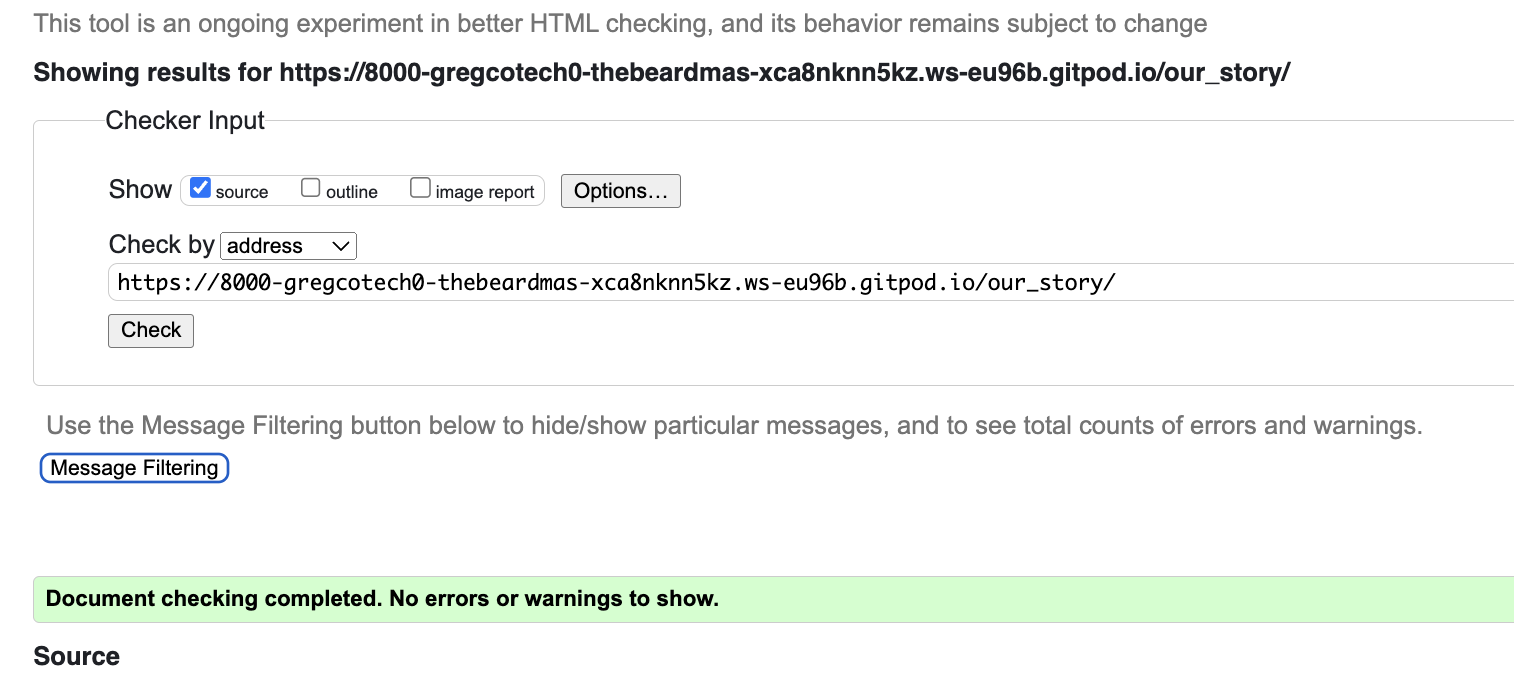 This tool is an ongoing experiment in better HTML checking, and its behavior remains subject to change
Showing results for https://8000-gregcotech0-thebeardmas-xca8nknn5kz.ws-eu96b.gitpod.io/our_story/
Checker Input
Show source outline image report Options...
Check by address
https://8000-gregcotech0-thebeardmas-xca8nknn5kz.ws-eu96b.gitpod.io/our_story/
Check
Use the Message Filtering button below to hide/show particular messages, and to see total counts of errors and warnings.
Message Filtering
Document checking completed. No errors or warnings to show.
Source